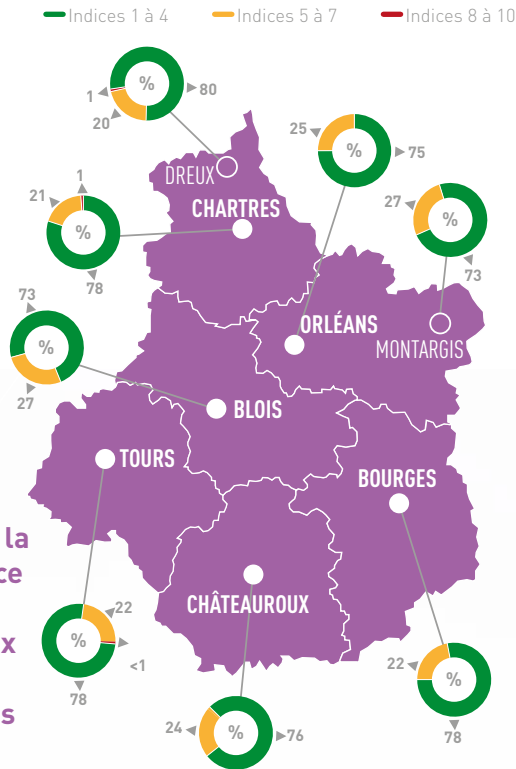 Indices 1 à 4 Indices 5 à 7 Indices 8 à 10
%
80
1
20
DREUX
25
%
75
1
21
%
78
CHARTRES
27
%
73
ORLÉANS
MONTARGIS
73
%
27
BLOIS
TOURS
BOURGES
la
ce
CHÂTEAUROUX
22
%
<1
78
x
22
%
78
s
24
%
76